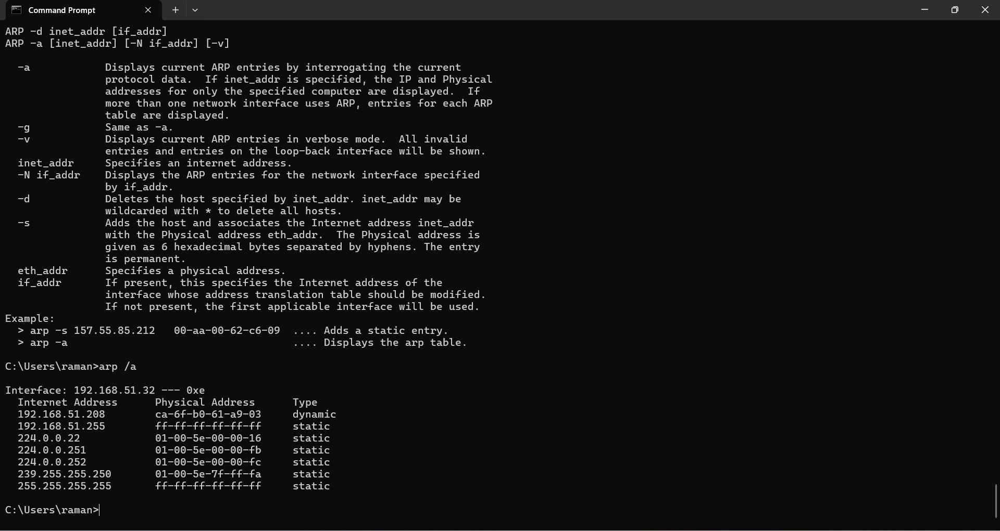 Command Prompt
ARP -d inet_addr [if_addr]
ARP -a [inet_addr] [-N if_addr] [-v]
-a Displays current ARP entries by interrogating the current
protocol data. If inet_addr is specified, the IP and Physical
addresses for only the specified computer are displayed. If
more than one network interface uses ARP, entries for each ARP
table are displayed.
-g Same as -a.
-v Displays current ARP entries in verbose mode. All invalid
entries and entries on the loop-back interface will be shown.
inet_addr Specifies an internet address.
-N if_addr Displays the ARP entries for the network interface specified
by if_addr.
-d Deletes the host specified by inet_addr. inet_addr may be
wildcarded with * to delete all hosts.
-s Adds the host and associates the Internet address inet_addr
with the Physical address eth_addr. The Physical address is
given as 6 hexadecimal bytes separated by hyphens. The entry
is permanent.
eth_addr Specifies a physical address.
if_addr If present, this specifies the Internet address of the
interface whose address translation table should be modified.
If not present, the first applicable interface will be used.
Example:
> arp -s 157.55.85.212 00-aa-00-62-c6-09 .... Adds a static entry.
> arp -a .... Displays the arp table.
C:\Users\raman>arp /a
Interface: 192.168.51.32 --- 0xe
Internet Address Physical Address Type
192.168.51.208 ca-6f-b0-61-a9-03 dynamic
192.168.51.255 ff-ff-ff-ff-ff-ff static
224.0.0.22 01-00-5e-00-00-16 static
224.0.0.251 01-00-5e-00-00-fb static
224.0.0.252 01-00-5e-00-00-fc static
239.255.255.250 01-00-5e-7f-ff-fa static
255.255.255.255 ff-ff-ff-ff-ff-ff static
C:\Users\raman>